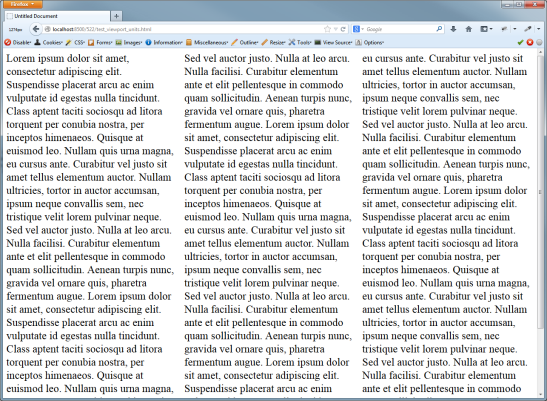 Firefox
Untitled Document
localhost:8500/522/test_viewport_units.html
Google
Disable Cookies CSS Forms Images Information Miscellaneous Outline Resize Tools View Source Options
Lorem ipsum dolor sit amet,
consectetur adipiscing elit.
Suspendisse placerat arcu ac enim
vulputate id egestas nulla tincidunt.
Class aptent taciti sociosqu ad litora
torquent per conubia nostra, per
inceptos himenaeos. Quisque at
euismod leo. Nullam quis urna magna,
eu cursus ante. Curabitur vel justo sit
amet tellus elementum auctor. Nullam
ultricies, tortor in auctor accumsan,
ipsum neque convallis sem, nec
tristique velit lorem pulvinar neque.
Sed vel auctor justo. Nulla at leo arcu.
Nulla facilisi. Curabitur elementum
ante et elit pellentesque in commodo
quam sollicitudin. Aenean turpis nunc,
gravida vel ornare quis, pharetra
fermentum augue. Lorem ipsum dolor
sit amet, consectetur adipiscing elit.
Suspendisse placerat arcu ac enim
vulputate id egestas nulla tincidunt.
Class aptent taciti sociosqu ad litora
torquent per conubia nostra, per
inceptos himenaeos. Quisque at
euismod leo. Nullam quis urna magna,
Sed vel auctor justo. Nulla at leo arcu.
Nulla facilisi. Curabitur elementum
ante et elit pellentesque in commodo
quam sollicitudin. Aenean turpis nunc,
gravida vel ornare quis, pharetra
fermentum augue. Lorem ipsum dolor
sit amet, consectetur adipiscing elit.
Suspendisse placerat arcu ac enim
vulputate id egestas nulla tincidunt.
Class aptent taciti sociosqu ad litora
torquent per conubia nostra, per
inceptos himenaeos. Quisque at
euismod leo. Nullam quis urna magna,
eu cursus ante. Curabitur vel justo sit
amet tellus elementum auctor. Nullam
ultricies, tortor in auctor accumsan,
ipsum neque convallis sem, nec
tristique velit lorem pulvinar neque.
Sed vel auctor justo. Nulla at leo arcu.
Nulla facilisi. Curabitur elementum
ante et elit pellentesque in commodo
quam sollicitudin. Aenean turpis nunc,
gravida vel ornare quis, pharetra
fermentum augue. Lorem ipsum dolor
sit amet, consectetur adipiscing elit.
Suspendisse placerat arcu ac enim
eu cursus ante. Curabitur vel justo sit
amet tellus elementum auctor. Nullam
ultricies, tortor in auctor accumsan,
ipsum neque convallis sem, nec
tristique velit lorem pulvinar neque.
Sed vel auctor justo. Nulla at leo arcu.
Nulla facilisi. Curabitur elementum
ante et elit pellentesque in commodo
quam sollicitudin. Aenean turpis nunc,
gravida vel ornare quis, pharetra
fermentum augue. Lorem ipsum dolor
sit amet, consectetur adipiscing elit.
Suspendisse placerat arcu ac enim
vulputate id egestas nulla tincidunt.
Class aptent taciti sociosqu ad litora
torquent per conubia nostra, per
inceptos himenaeos. Quisque at
euismod leo. Nullam quis urna magna,
eu cursus ante. Curabitur vel justo sit
amet tellus elementum auctor. Nullam
ultricies, tortor in auctor accumsan,
ipsum neque convallis sem, nec
tristique velit lorem pulvinar neque.
Sed vel auctor justo. Nulla at leo arcu.
Nulla facilisi. Curabitur elementum
ante et elit pellentesque in commodo